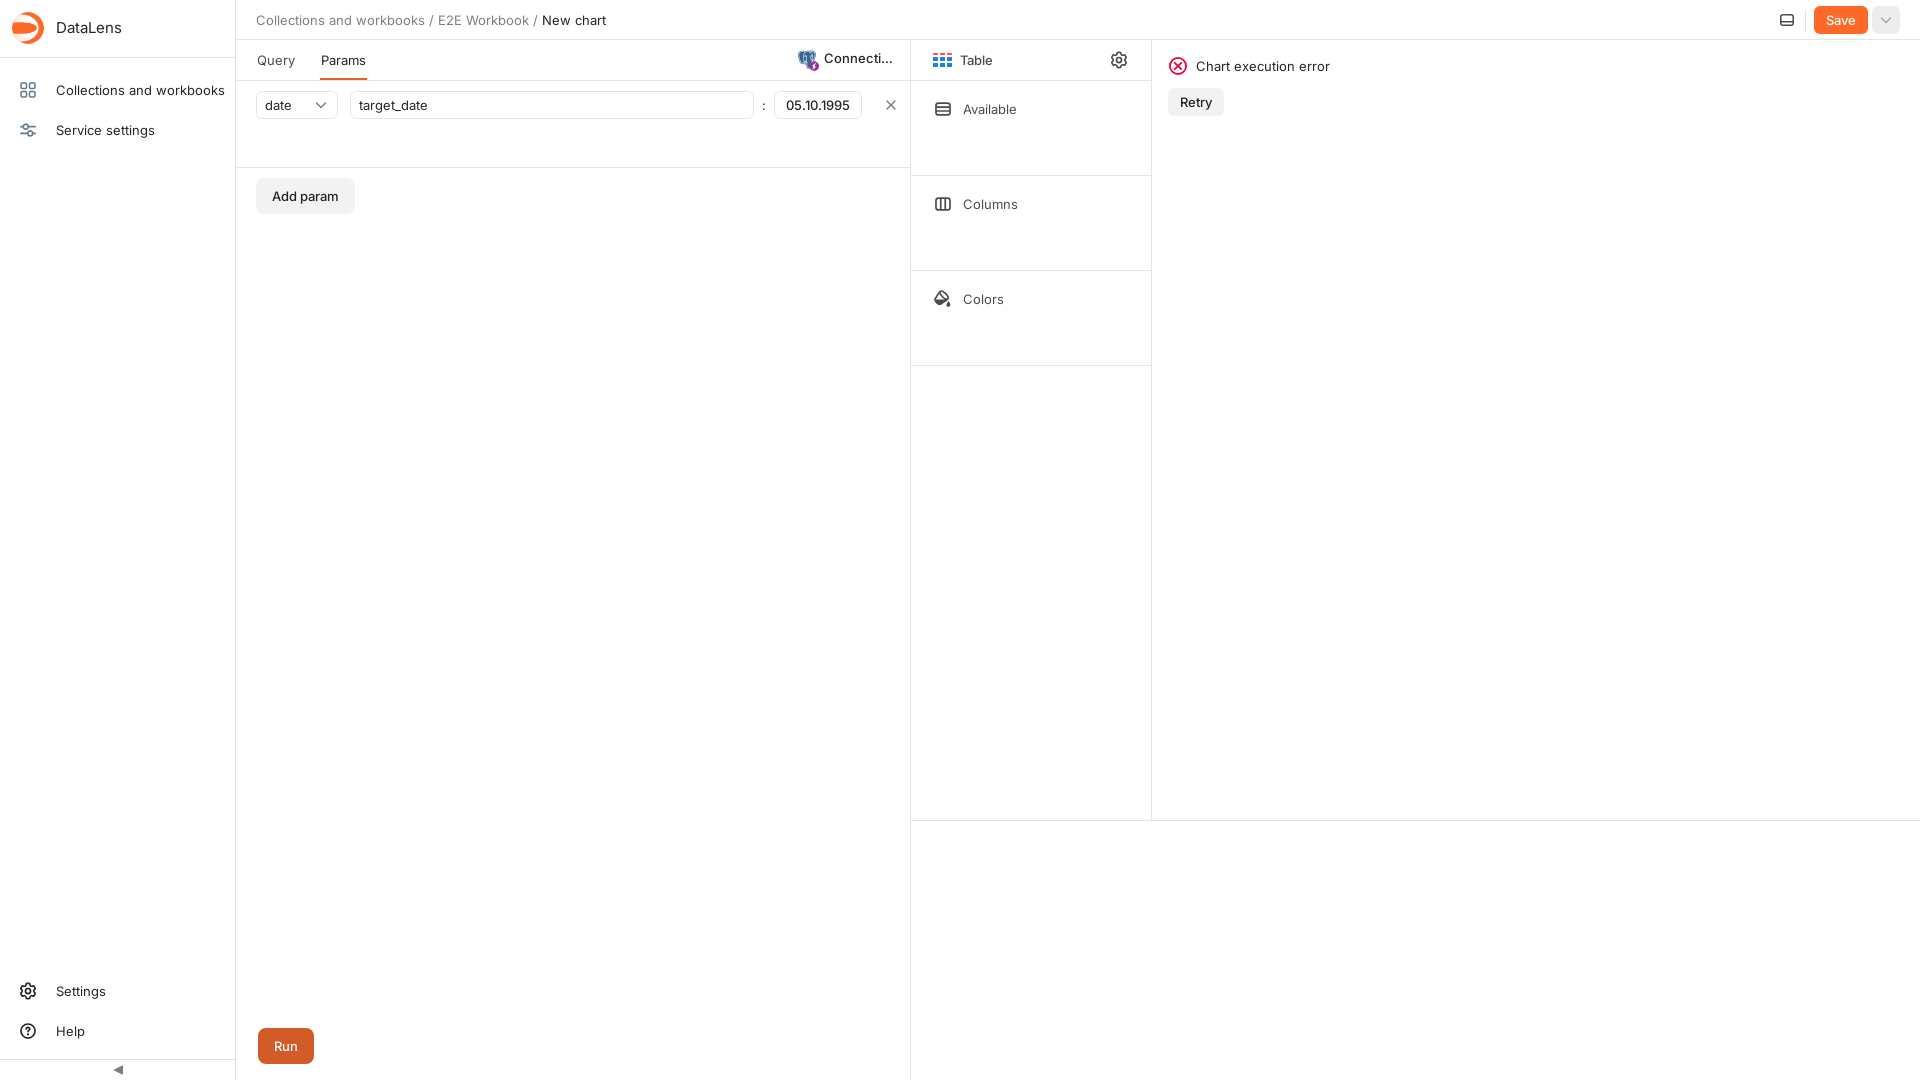 DataLens
Collections and workbooks
Service settings
Settings
Help
Collections and workbooks / E2E Workbook / New chart
Save
Query
Params
Connecti...
date
target_date
:
05.10.1995
Add param
Run
Table
Available
Columns
Colors
Chart execution error
Retry